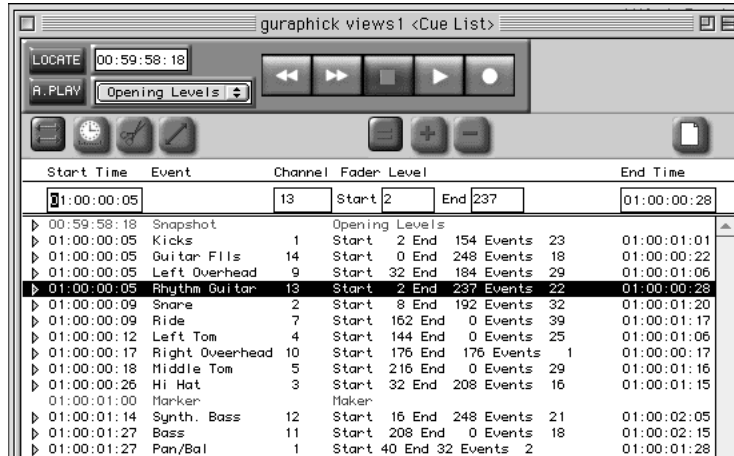 guraphick views1 <Cue List>
LOCATE 00:59:58:18
A.PLAY Opening Levels
Start Time Event Channel Fader Level End Time
01:00:00:05 13 Start 2 End 237 01:00:00:28
00:59:58:18 Snapshot Opening Levels
01:00:00:05 Kicks 1 Start 2 End 154 Events 23 01:00:01:01
01:00:00:05 Guitar Flls 14 Start 0 End 248 Events 18 01:00:00:22
01:00:00:05 Left Overhead 9 Start 32 End 184 Events 29 01:00:01:06
01:00:00:05 Rhythm Guitar 13 Start 2 End 237 Events 22 01:00:00:28
01:00:00:09 Snare 2 Start 8 End 192 Events 32 01:00:01:20
01:00:00:09 Ride 7 Start 162 End 0 Events 39 01:00:01:17
01:00:00:12 Left Tom 4 Start 144 End 0 Events 25 01:00:01:06
01:00:00:17 Right Oveerhead 10 Start 176 End 176 Events 1 01:00:00:17
01:00:00:18 Middle Tom 5 Start 216 End 0 Events 29 01:00:01:16
01:00:00:26 Hi Hat 3 Start 32 End 208 Events 16 01:00:01:15
01:00:01:00 Marker Maker
01:00:01:14 Synth. Bass 12 Start 16 End 248 Events 21 01:00:02:05
01:00:01:27 Bass 11 Start 208 End 0 Events 18 01:00:02:15
01:00:01:27 Pan/Bal 1 Start 40 End 32 Events 2 01:00:01:28